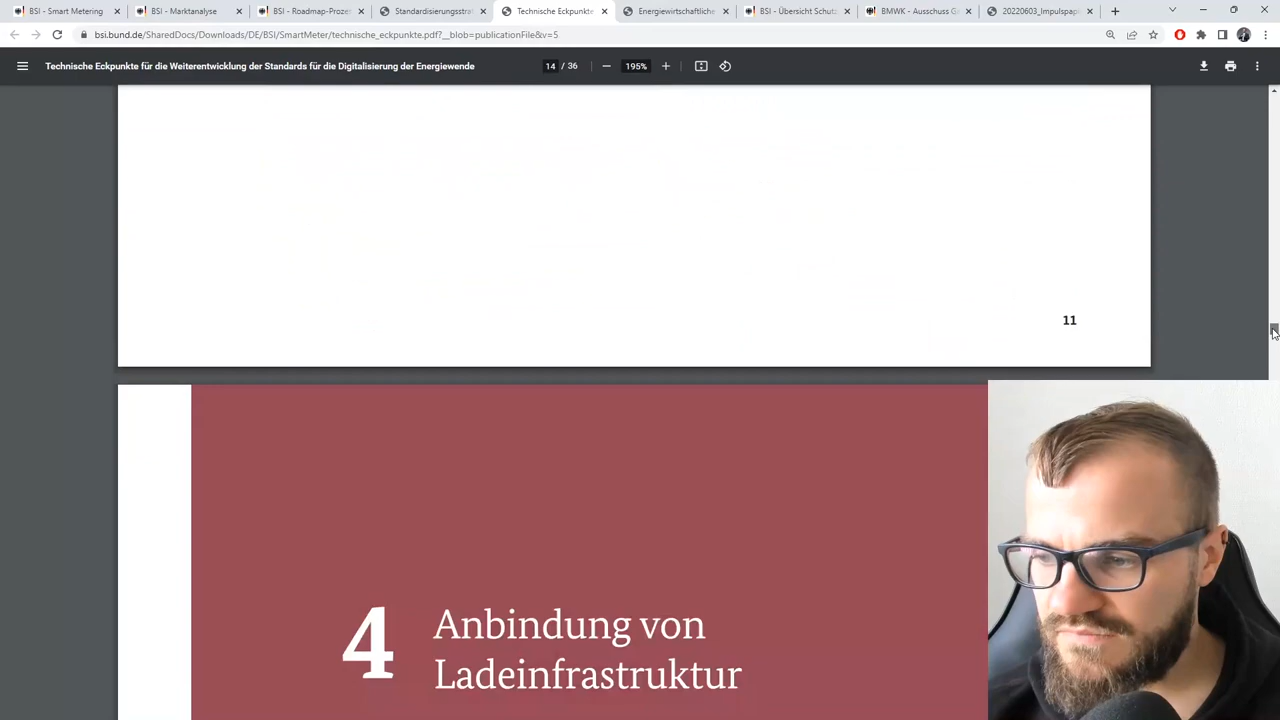 BSI - Smart Metering
BSI - Marktanalyse
BSI - Roadmap-Prozes
Standardisierungsstrat
Technische Eckpunkte
Energiewirtschaftliche
BSI - Übersicht Schutz
BMWK - Ausschuss Ge
20220603_Impulspap
bsi.bund.de/SharedDocs/Downloads/DE/BSI/SmartMeter/technische_eckpunkte.pdf?__blob=publicationFile&v=5
Technische Eckpunkte für die Weiterentwicklung der Standards für die Digitalisierung der Energiewende
14 / 36
195%
11
4 Anbindung von
Ladeinfrastruktur